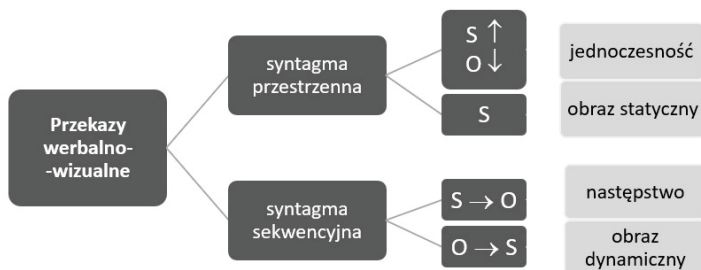 Przekazy
werbalno-
-wizualne
syntagma
przestrzenna
S ↑
O ↓
S
jednoczesność
obraz statyczny
syntagma
sekwencyjna
S → O
O → S
następstwo
obraz
dynamiczny